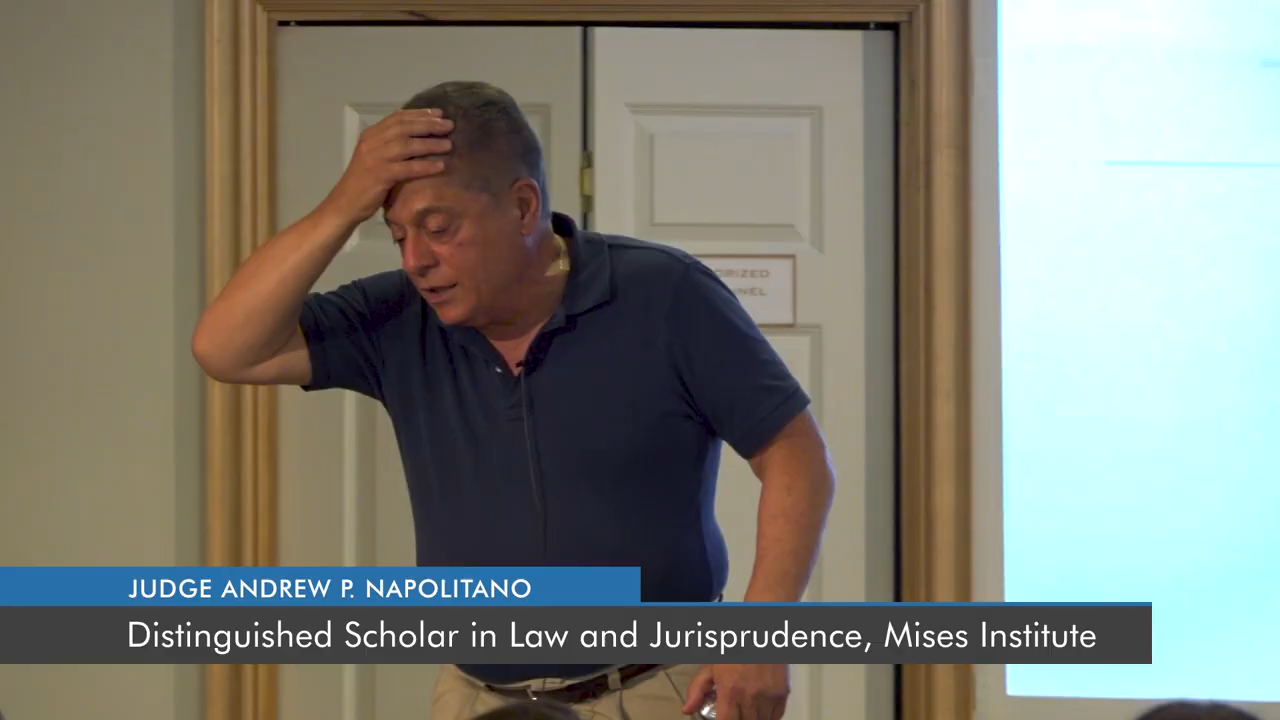 JUDGE ANDREW P. NAPOLITANO
Distinguished Scholar in Law and Jurisprudence, Mises Institute